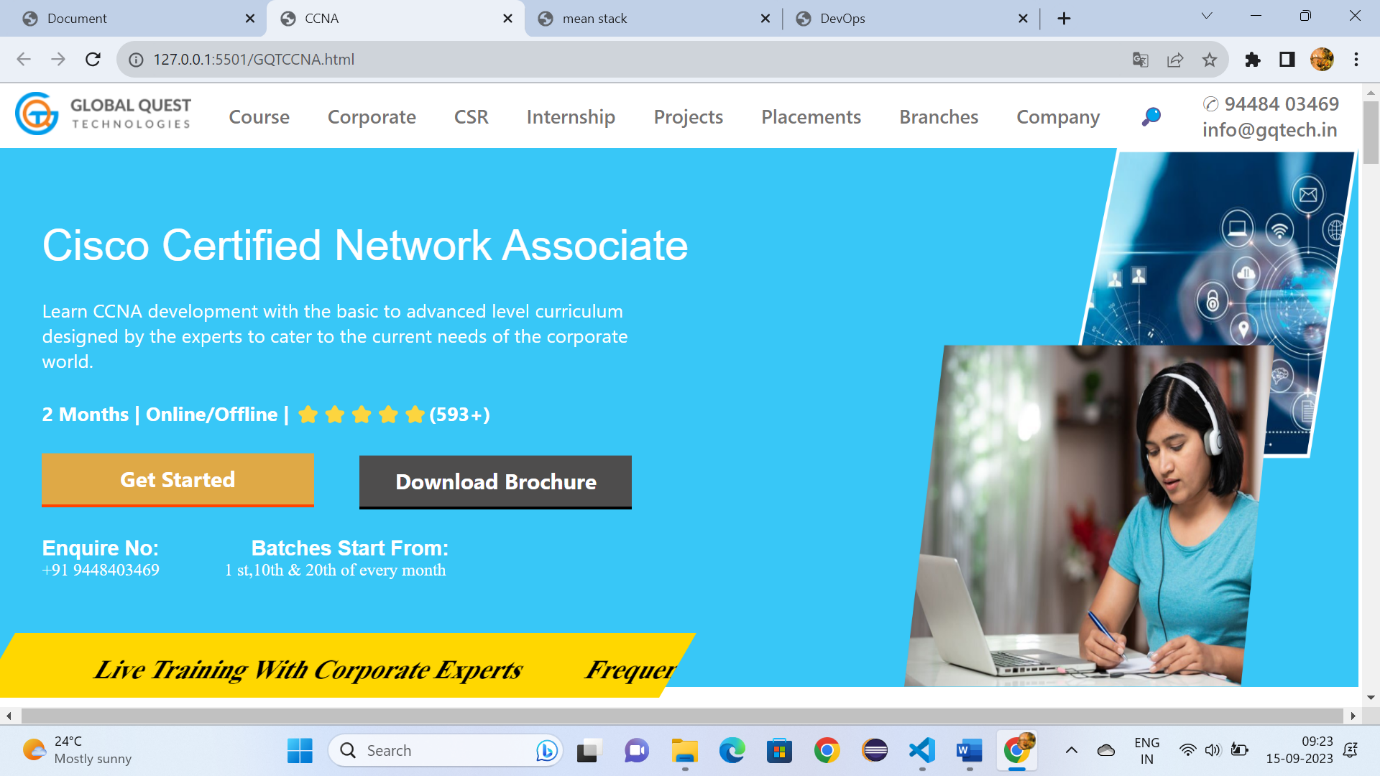 Document
CCNA
mean stack
DevOps
127.0.0.1:5501/GQTCCNA.html
GLOBAL QUEST
TECHNOLOGIES
Course
Corporate
CSR
Internship
Projects
Placements
Branches
Company
✆ 94484 03469
info@gqtech.in
Cisco Certified Network Associate
Learn CCNA development with the basic to advanced level curriculum
designed by the experts to cater to the current needs of the corporate
world.
2 Months | Online/Offline | ⭐⭐⭐⭐⭐ (593+)
Get Started
Download Brochure
Enquire No:
+91 9448403469
Batches Start From:
1 st,10th & 20th of every month
Live Training With Corporate Experts
Frequen
24°C
Mostly sunny
Search
ENG
IN
09:23
15-09-2023